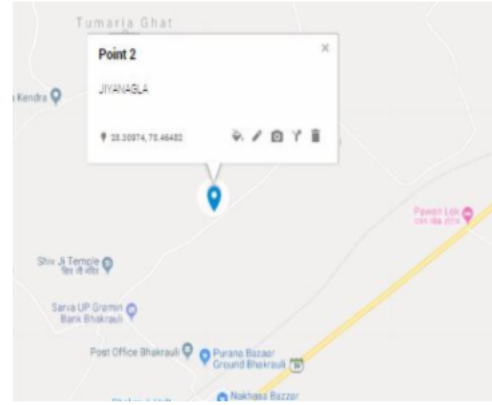 Tumaria Ghat
Point 2
×
JIYANAGLA
Kendra
28.30974, 78.46482
Pawan Lok
Shiv Ji Temple
शिव जी मंदिर
Sarva UP Gramin
Bank Bhakrauli
Post Office Bhakrauli
Purana Bazaar
Ground Bhakrauli
Nakhasa Bazzar